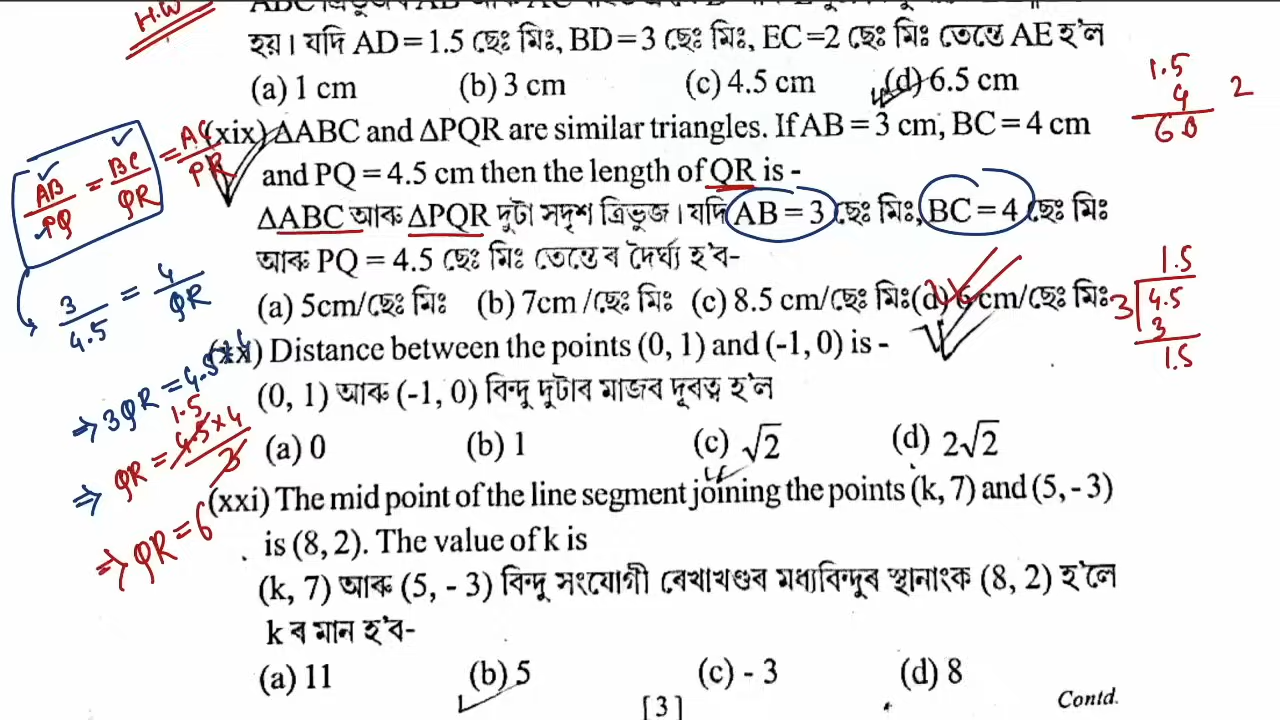 H.W
হয়। যদি AD = 1.5 ছেঃ মিঃ, BD = 3 ছেঃ মিঃ, EC =2 ছেঃ মিঃ তেন্তে AE হ'ল
(a) 1 cm (b) 3 cm (c) 4.5 cm (d) 6.5 cm
(xix) ΔABC and ΔPQR are similar triangles. If AB = 3 cm, BC = 4 cm
and PQ = 4.5 cm then the length of QR is -
ΔABC আৰু ΔPQR দুটা সদৃশ ত্ৰিভুজ। যদি AB = 3 ছেঃ মিঃ, BC = 4 ছেঃ মিঃ
আৰু PQ = 4.5 ছেঃ মিঃ তেন্তে ৰ দৈৰ্ঘ্য হ'ব-
(a) 5cm/ছেঃ মিঃ (b) 7cm /ছেঃ মিঃ (c) 8.5 cm/ছেঃ মিঃ (d) 6 cm/ছেঃ মিঃ
(xx) Distance between the points (0, 1) and (-1, 0) is -
(0, 1) আৰু (-1, 0) বিন্দু দুটাৰ মাজৰ দূৰত্ব হ'ল
(a) 0 (b) 1 (c) √2 (d) 2√2
(xxi) The mid point of the line segment joining the points (k, 7) and (5, - 3)
is (8, 2). The value of k is
(k, 7) আৰু (5, - 3) বিন্দু সংযোগী ৰেখাখণ্ডৰ মধ্যবিন্দুৰ স্থানাংক (8, 2) হ'লে
k ৰ মান হ'ব-
(a) 11 (b) 5 (c) - 3 (d) 8
[3] Contd.
AB/PQ = BC/QR = AC/PR
3/4.5 = 4/QR
⇒ 3QR = 4.5×4
1.5
⇒ QR = 4.5×4/3
⇒ QR = 6
1.5
4 2
60
1.5
3 4.5
3
1.5